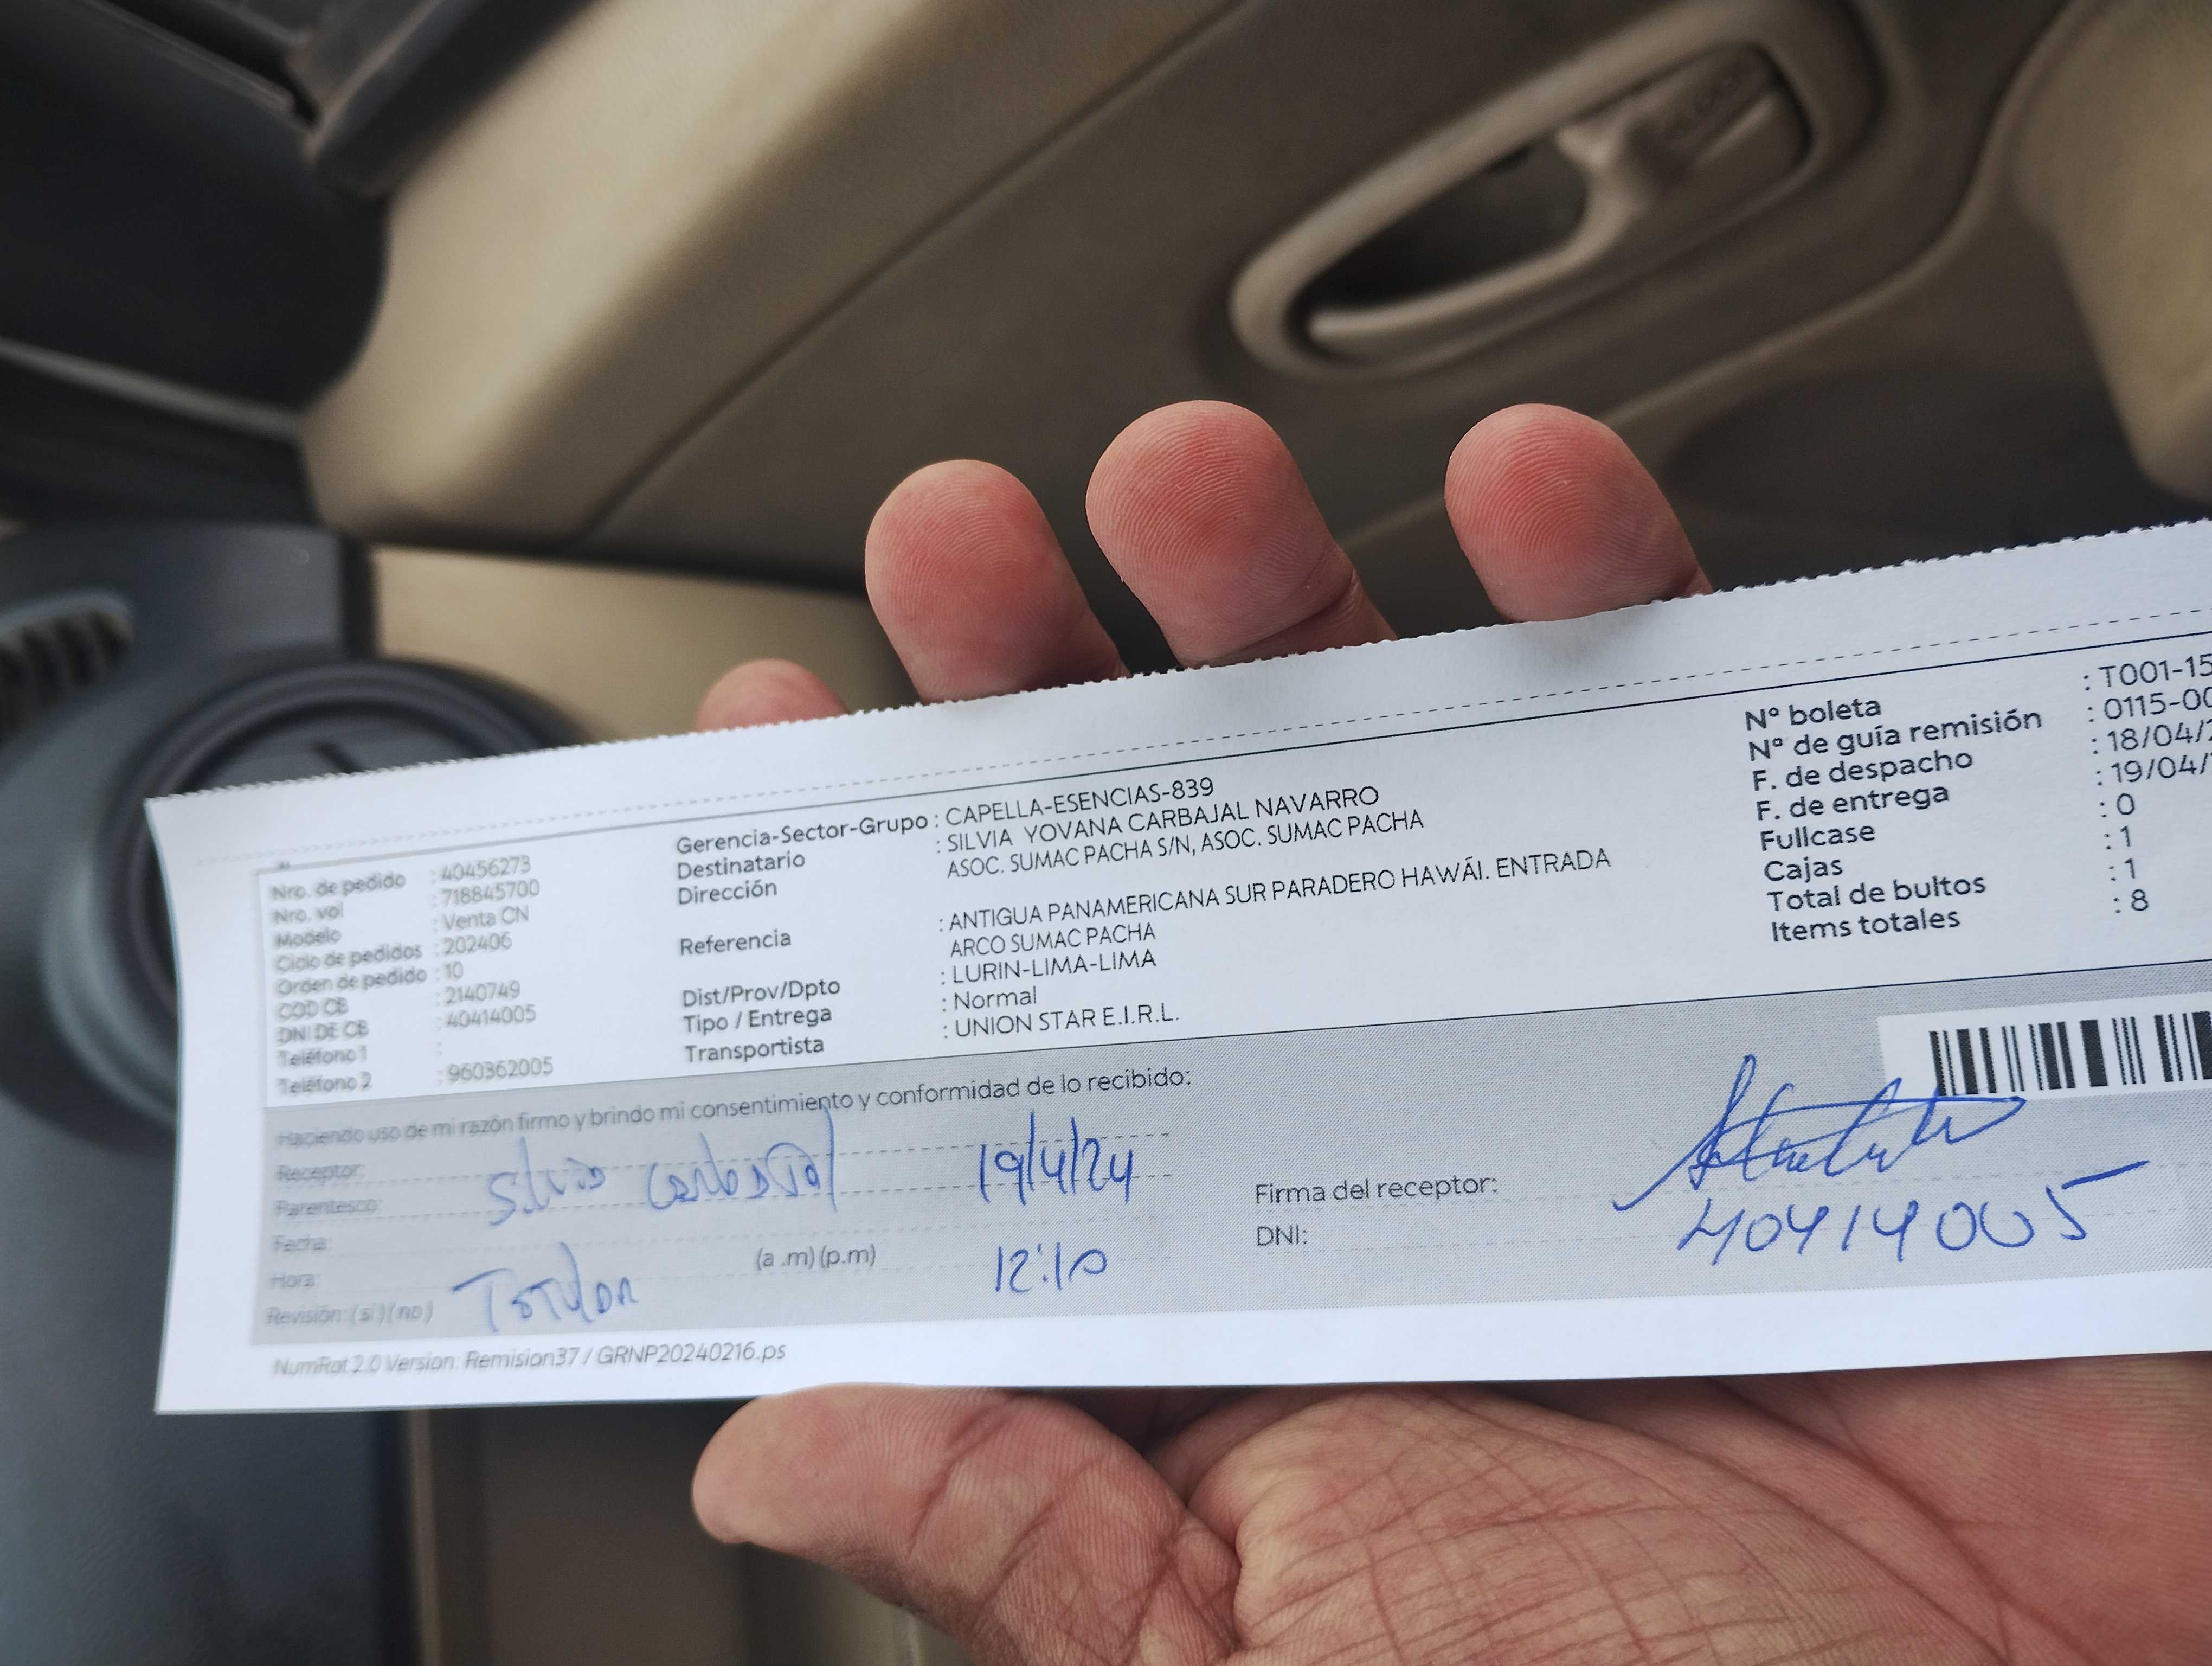 Nro. de pedido : 40456273
Nro. vol : 718845700
Modelo : Venta CN
Ciclo de pedidos : 202406
Orden de pedido : 10
COD CB : 2140749
DNI DE CB : 40414005
Teléfono 1 :
Teléfono 2 : 960362005
Gerencia-Sector-Grupo : CAPELLA-ESENCIAS-839
Destinatario : SILVIA YOVANA CARBAJAL NAVARRO
Dirección : ASOC. SUMAC PACHA S/N, ASOC. SUMAC PACHA
Referencia : ANTIGUA PANAMERICANA SUR PARADERO HAWÁI. ENTRADA
ARCO SUMAC PACHA
Dist/Prov/Dpto : LURIN-LIMA-LIMA
Tipo / Entrega : Normal
Transportista : UNION STAR E.I.R.L.
Nº boleta : T001-15
Nº de guía remisión : 0115-00
F. de despacho : 18/04/2
F. de entrega : 19/04/
Fullcase : 0
Cajas : 1
Total de bultos : 1
Items totales : 8
Haciendo uso de mi razón firmo y brindo mi consentimiento y conformidad de lo recibido:
Receptor: Silvia Carbajal 19/4/24
Parentesco:
Fecha:
Hora: (a .m) (p.m) 12:10
Revisión: ( si ) ( no ) Titular
Firma del receptor:
DNI: 40414005
NumRot 2.0 Version: Remision37 / GRNP20240216.ps